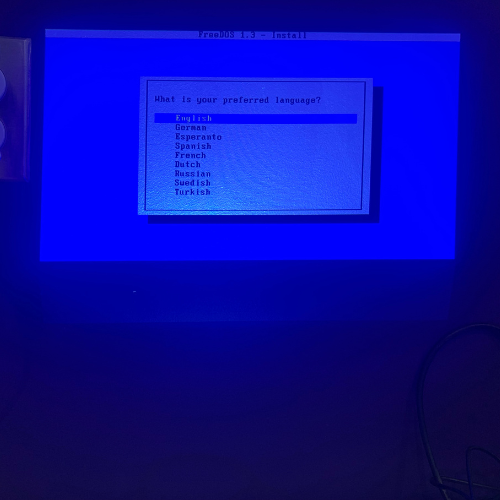 FreeDOS 1.3 - Install
What is your preferred language?
English
German
Esperanto
Spanish
French
Dutch
Russian
Swedish
Turkish